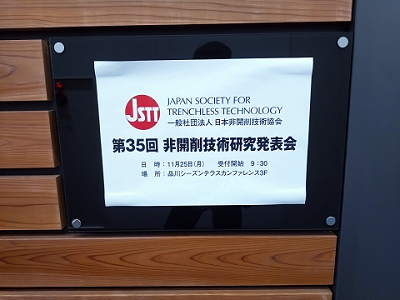 JSTT
JAPAN SOCIETY FOR
TRENCHLESS TECHNOLOGY
一般社団法人 日本非開削技術協会
第35回 非開削技術研究発表会
日 時：11月25日(月) 受付開始 9：30
場 所：品川シーズンテラスカンファレンス3F